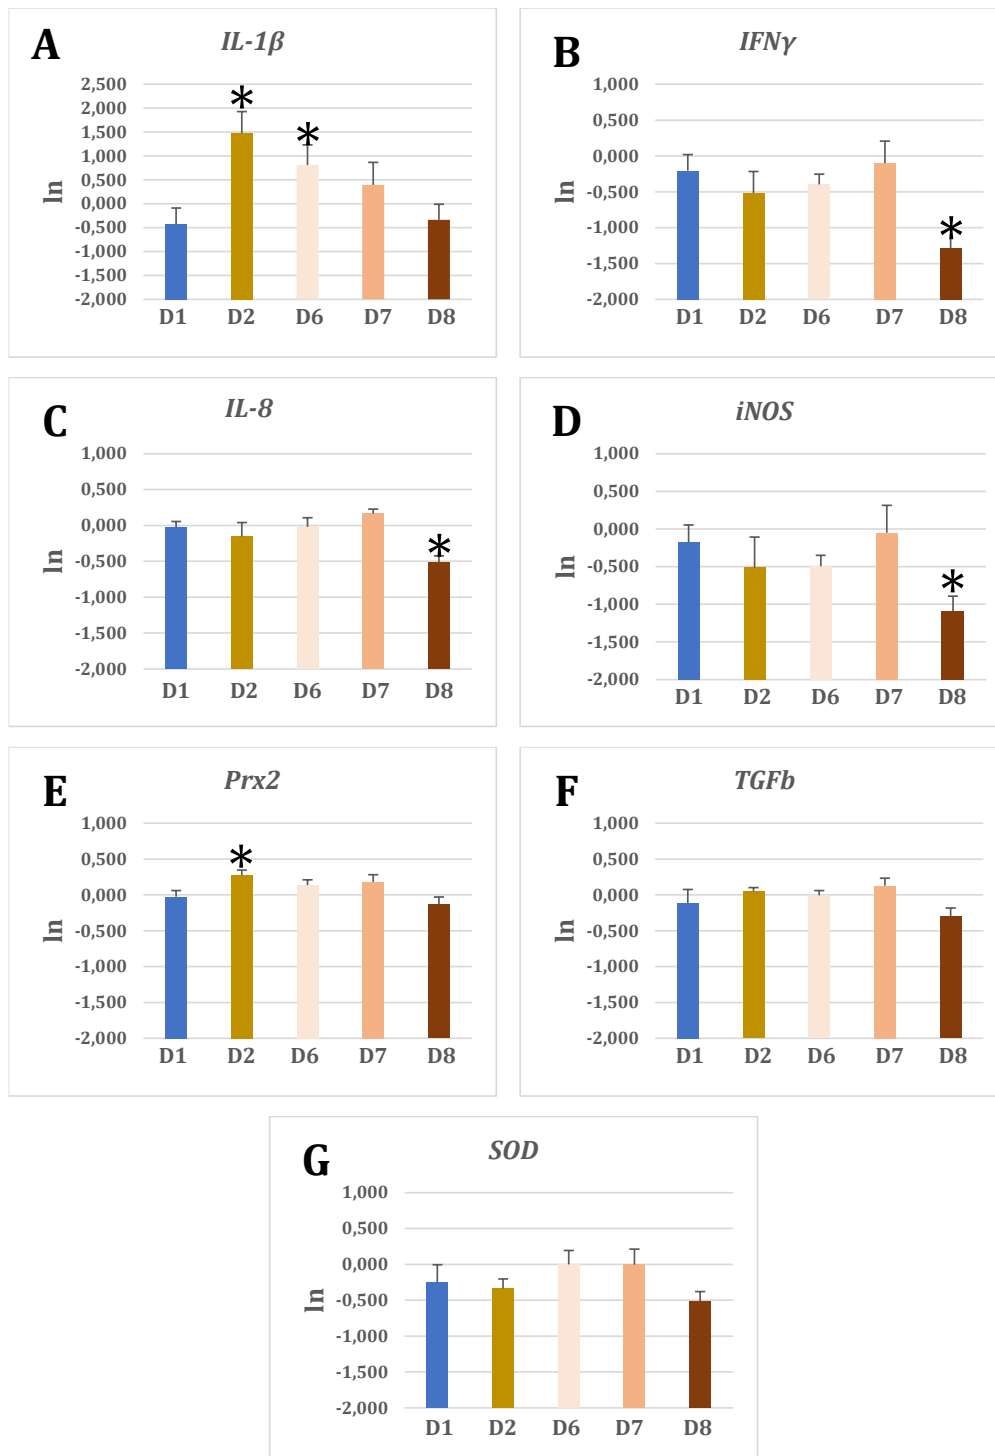 A
IL-1β
2,500
2,000
1,500
1,000
0,500
0,000
-0,500
-1,000
-1,500
-2,000
ln
*
*
D1 D2 D6 D7 D8
B
IFNγ
1,000
0,500
0,000
-0,500
-1,000
-1,500
-2,000
ln
*
D1 D2 D6 D7 D8
C
IL-8
1,000
0,500
0,000
-0,500
-1,000
-1,500
-2,000
ln
*
D1 D2 D6 D7 D8
D
iNOS
1,000
0,500
0,000
-0,500
-1,000
-1,500
-2,000
ln
*
D1 D2 D6 D7 D8
E
Prx2
1,000
0,500
0,000
-0,500
-1,000
-1,500
-2,000
ln
*
D1 D2 D6 D7 D8
F
TGFb
1,000
0,500
0,000
-0,500
-1,000
-1,500
-2,000
ln
D1 D2 D6 D7 D8
G
SOD
1,000
0,500
0,000
-0,500
-1,000
-1,500
-2,000
ln
D1 D2 D6 D7 D8